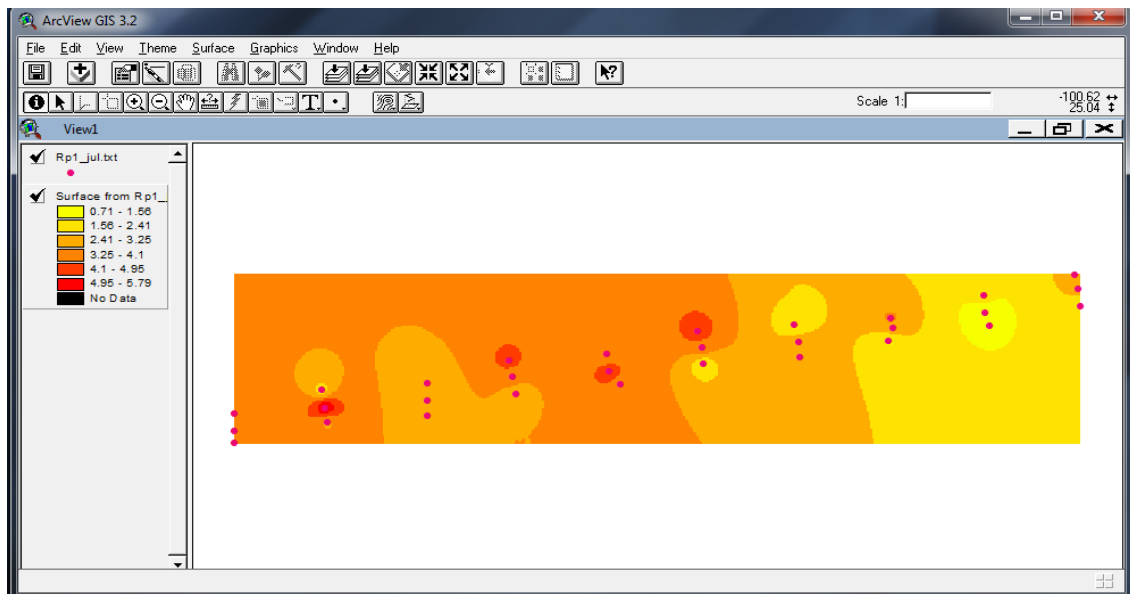 ArcView GIS 3.2
File Edit View Theme Surface Graphics Window Help
Scale 1:
-100.62
25.04
View1
Rp1_jul.txt
Surface from Rp1_
0.71 - 1.56
1.56 - 2.41
2.41 - 3.25
3.25 - 4.1
4.1 - 4.95
4.95 - 5.79
No Data